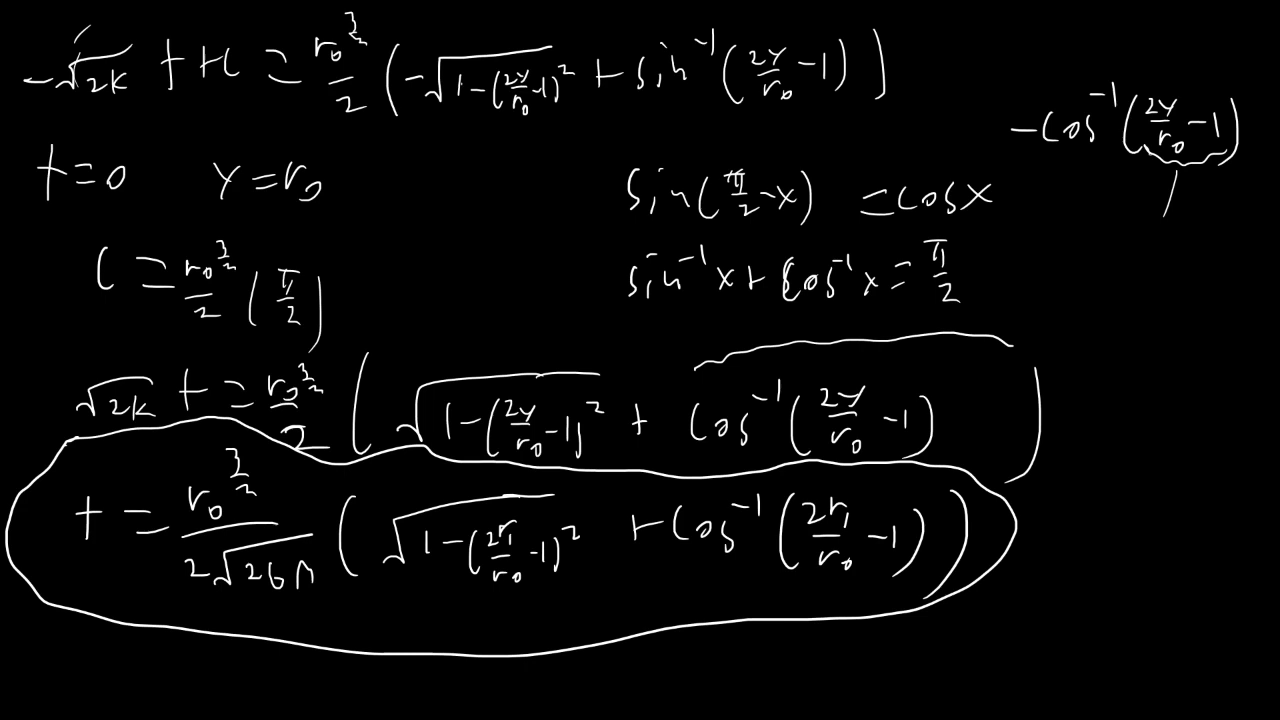 -√(2k) t + c = r₀^(3/2)/2 (-√(1-(2y/r₀-1)²) + sin⁻¹(2y/r₀-1))
-cos⁻¹(2y/r₀-1)
t=0 y=r₀
sin(π/2-x) = cosx
c = r₀^(3/2)/2 (π/2)
sin⁻¹x + cos⁻¹x = π/2
√(2k) t = r₀^(3/2)/2 (√(1-(2y/r₀-1)²) + cos⁻¹(2y/r₀-1))
t = r₀^(3/2)/(2√(2GM)) (√(1-(2r₁/r₀-1)²) + cos⁻¹(2r₁/r₀-1))